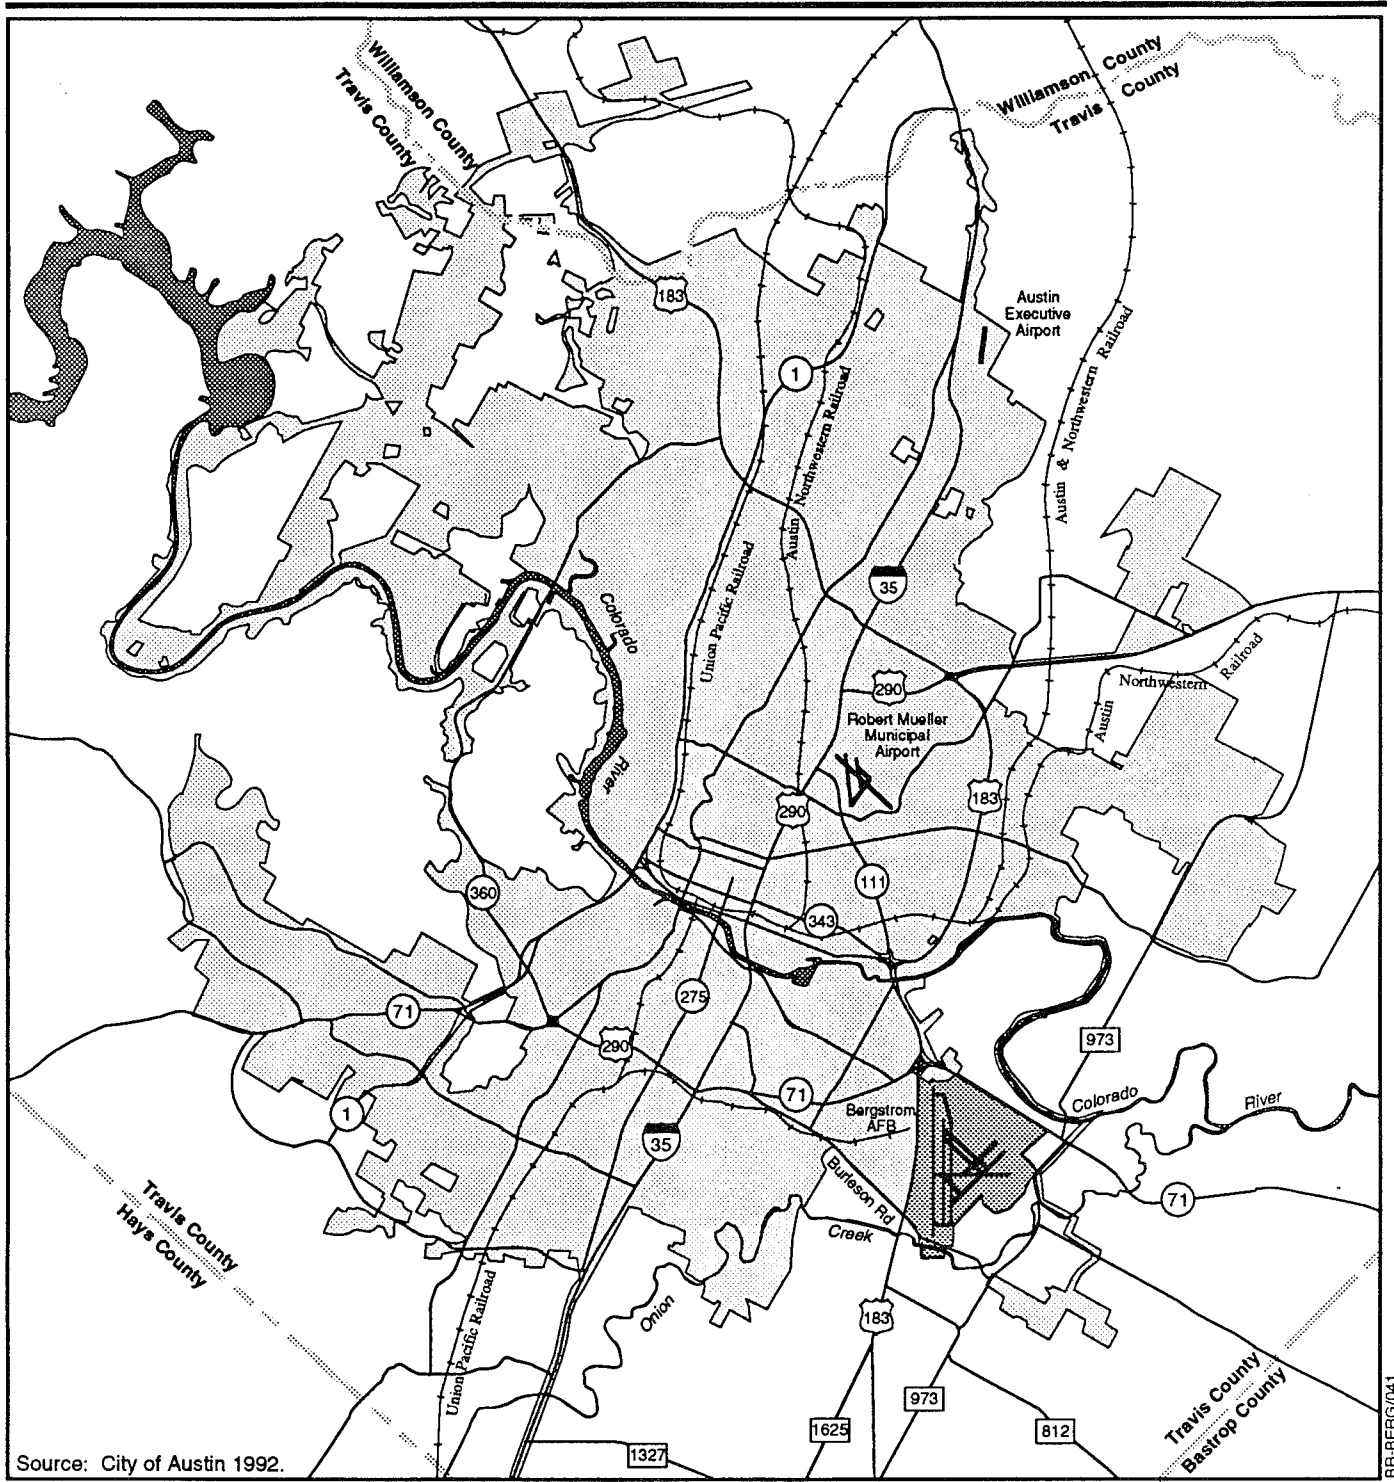 Williamson County
Travis County
Williamson County
Travis County
183
Austin
Executive
Airport
1
Austin Northwestern Railroad
Austin & Northwestern Railroad
Union Pacific Railroad
35
Colorado
River
290
Austin Northwestern Railroad
Robert Mueller
Municipal
Airport
290
183
360
111
343
275
71
290
973
1
71
Bergstrom
AFB
35
Colorado River
Burleson Rd
71
Travis County
Hays County
Creek
Onion
Union Pacific Railroad
183
Travis County
Bastrop County
973
1625
812
1327
Source: City of Austin 1992.